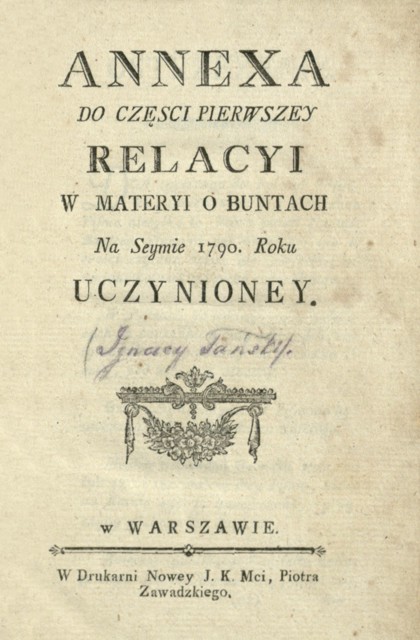 ANNEXA
DO CZĘSCI PIERWSZEY
RELACYI
W MATERYI O BUNTACH
Na Seymie 1790. Roku
UCZYNIONEY.
(Ignacy Tański.
w WARSZAWIE.
W Drukarni Nowey J. K. Mci, Piotra
Zawadzkiego.